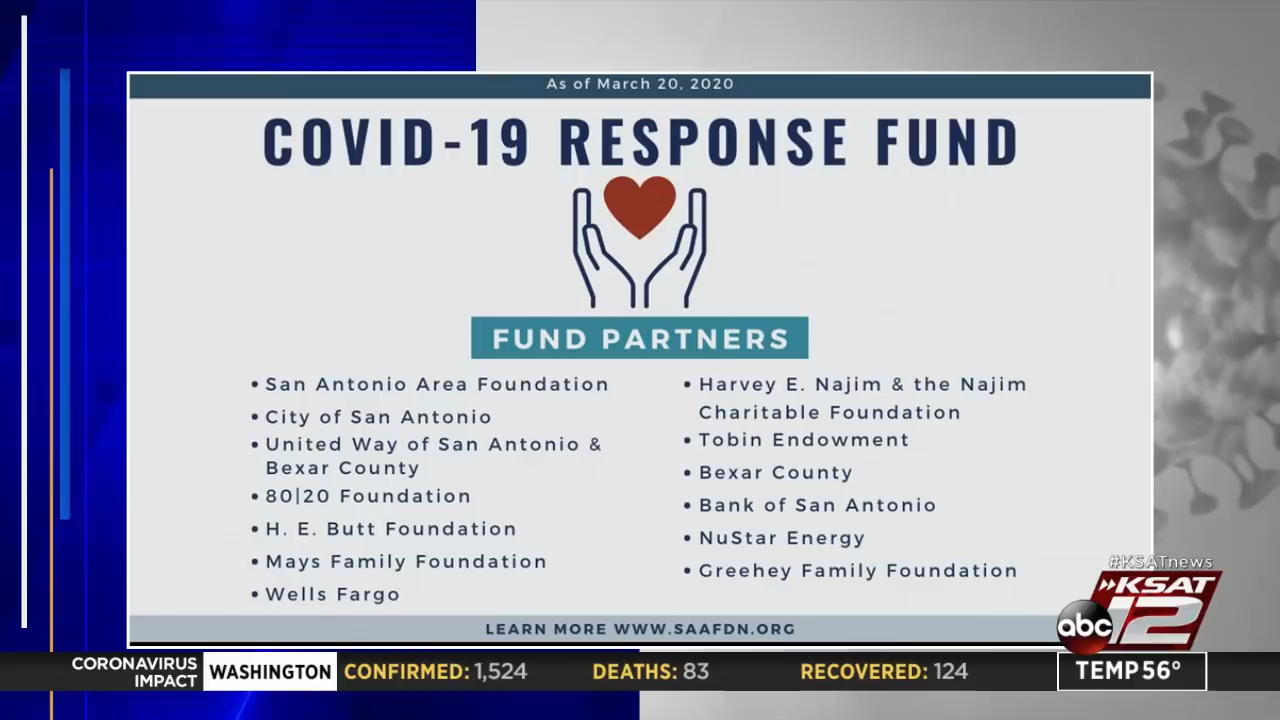 As of March 20, 2020
COVID-19 RESPONSE FUND
FUND PARTNERS
• San Antonio Area Foundation
• City of San Antonio
• United Way of San Antonio &
Bexar County
• 80|20 Foundation
• H. E. Butt Foundation
• Mays Family Foundation
• Wells Fargo
• Harvey E. Najim & the Najim
Charitable Foundation
• Tobin Endowment
• Bexar County
• Bank of San Antonio
• NuStar Energy
• Greehey Family Foundation
LEARN MORE WWW.SAAFDN.ORG
#KSATnews
KSAT
abc 12
CORONAVIRUS
IMPACT
WASHINGTON CONFIRMED: 1,524 DEATHS: 83 RECOVERED: 124
TEMP 56°